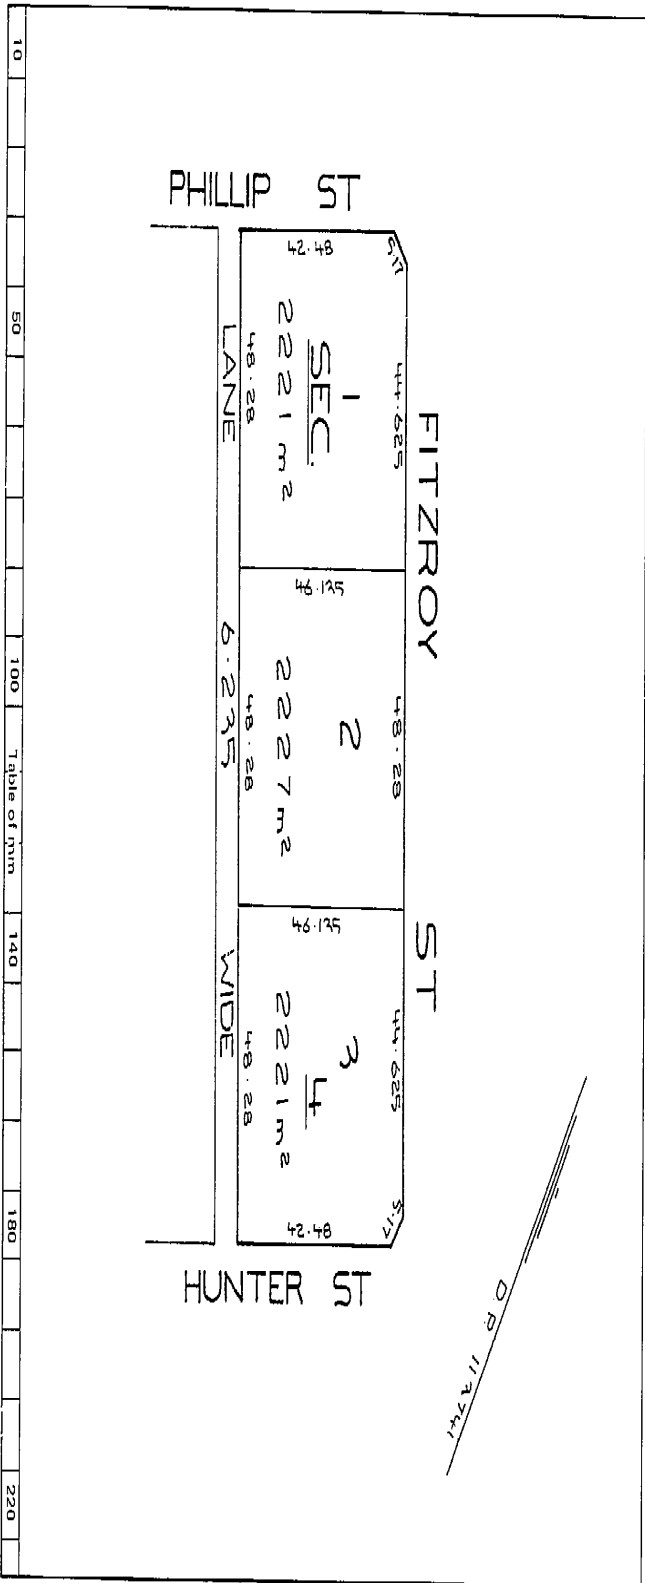 PHILLIP ST
42.48
5.17
44.625
1
SEC.
2221 m²
48.28
LANE 6.235 WIDE
FITZROY ST
46.135
48.28
2
2227 m²
48.28
46.135
44.625
3
4
2221 m²
48.28
5.17
42.48
HUNTER ST
D.P. 112741
10
50
100
Table of mm
140
180
220